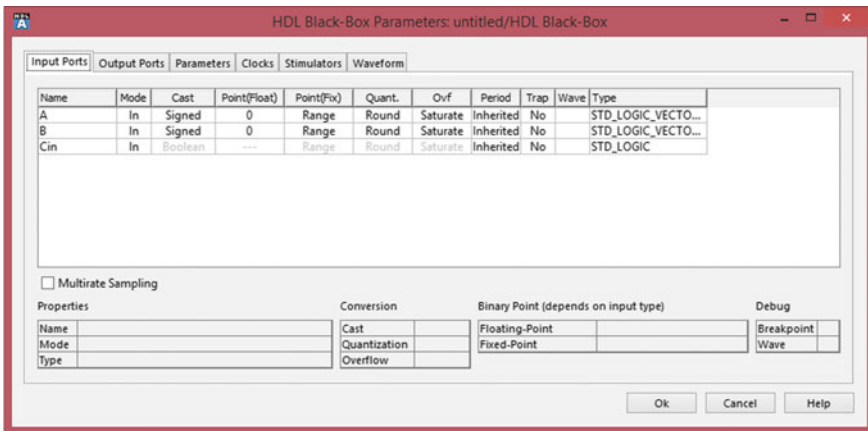 HDL Black-Box Parameters: untitled/HDL Black-Box
Input Ports Output Ports Parameters Clocks Stimulators Waveform
Name Mode Cast Point(Float) Point(Fix) Quant. Ovf Period Trap Wave Type
A In Signed 0 Range Round Saturate Inherited No STD_LOGIC_VECTO...
B In Signed 0 Range Round Saturate Inherited No STD_LOGIC_VECTO...
Cin In Boolean --- Range Round Saturate Inherited No STD_LOGIC
Multirate Sampling
Properties Conversion Binary Point (depends on input type) Debug
Name Cast Floating-Point Breakpoint
Mode Quantization Fixed-Point Wave
Type Overflow
Ok Cancel Help